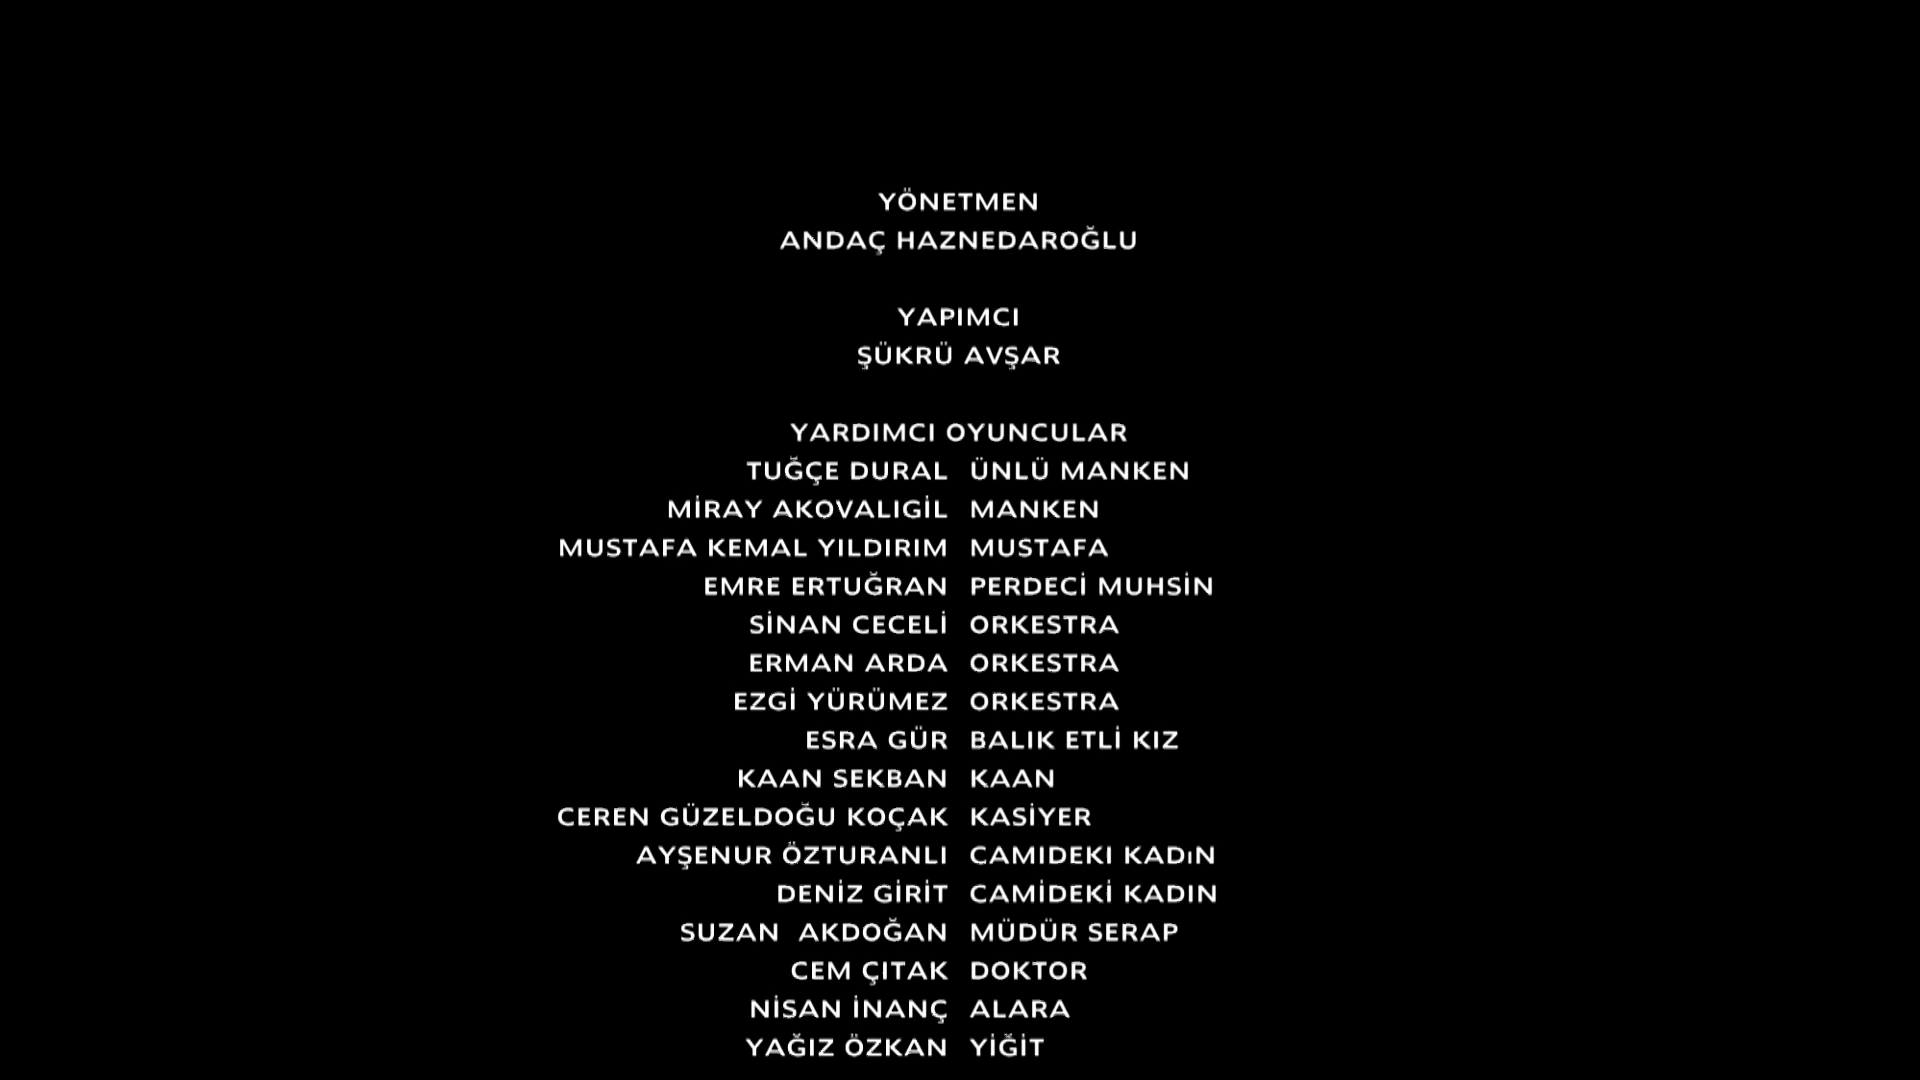 YÖNETMEN
ANDAÇ HAZNEDAROĞLU
YAPIMCI
ŞÜKRÜ AVŞAR
YARDIMCI OYUNCULAR
TUĞÇE DURAL ÜNLÜ MANKEN
MİRAY AKOVALIGİL MANKEN
MUSTAFA KEMAL YILDIRIM MUSTAFA
EMRE ERTUĞRAN PERDECİ MUHSİN
SİNAN CECELİ ORKESTRA
ERMAN ARDA ORKESTRA
EZGİ YÜRÜMEZ ORKESTRA
ESRA GÜR BALIK ETLİ KIZ
KAAN SEKBAN KAAN
CEREN GÜZELDOĞU KOÇAK KASİYER
AYŞENUR ÖZTURANLI CAMIDEKI KADıN
DENİZ GİRİT CAMİDEKİ KADIN
SUZAN  AKDOĞAN MÜDÜR SERAP
CEM ÇITAK DOKTOR
NİSAN İNANÇ ALARA
YAĞIZ ÖZKAN YİĞİT